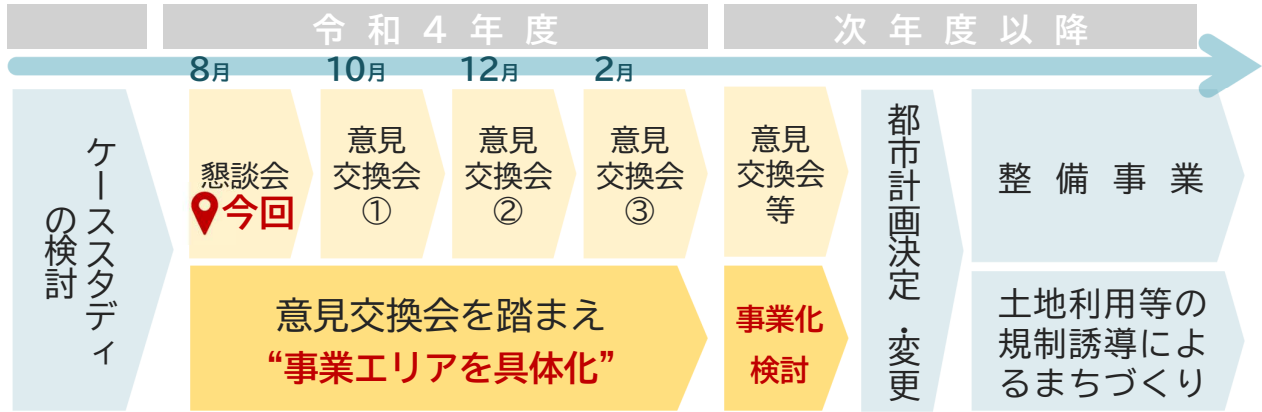 令和4年度
次年度以降
8月
10月
12月
2月
ケーススタディ
の検討
懇談会
今回
意見
交換会
①
意見
交換会
②
意見
交換会
③
意見
交換会
等
都市計画決定・変更
整備事業
意見交換会を踏まえ
“事業エリアを具体化”
事業化
検討
土地利用等の
規制誘導によ
るまちづくり